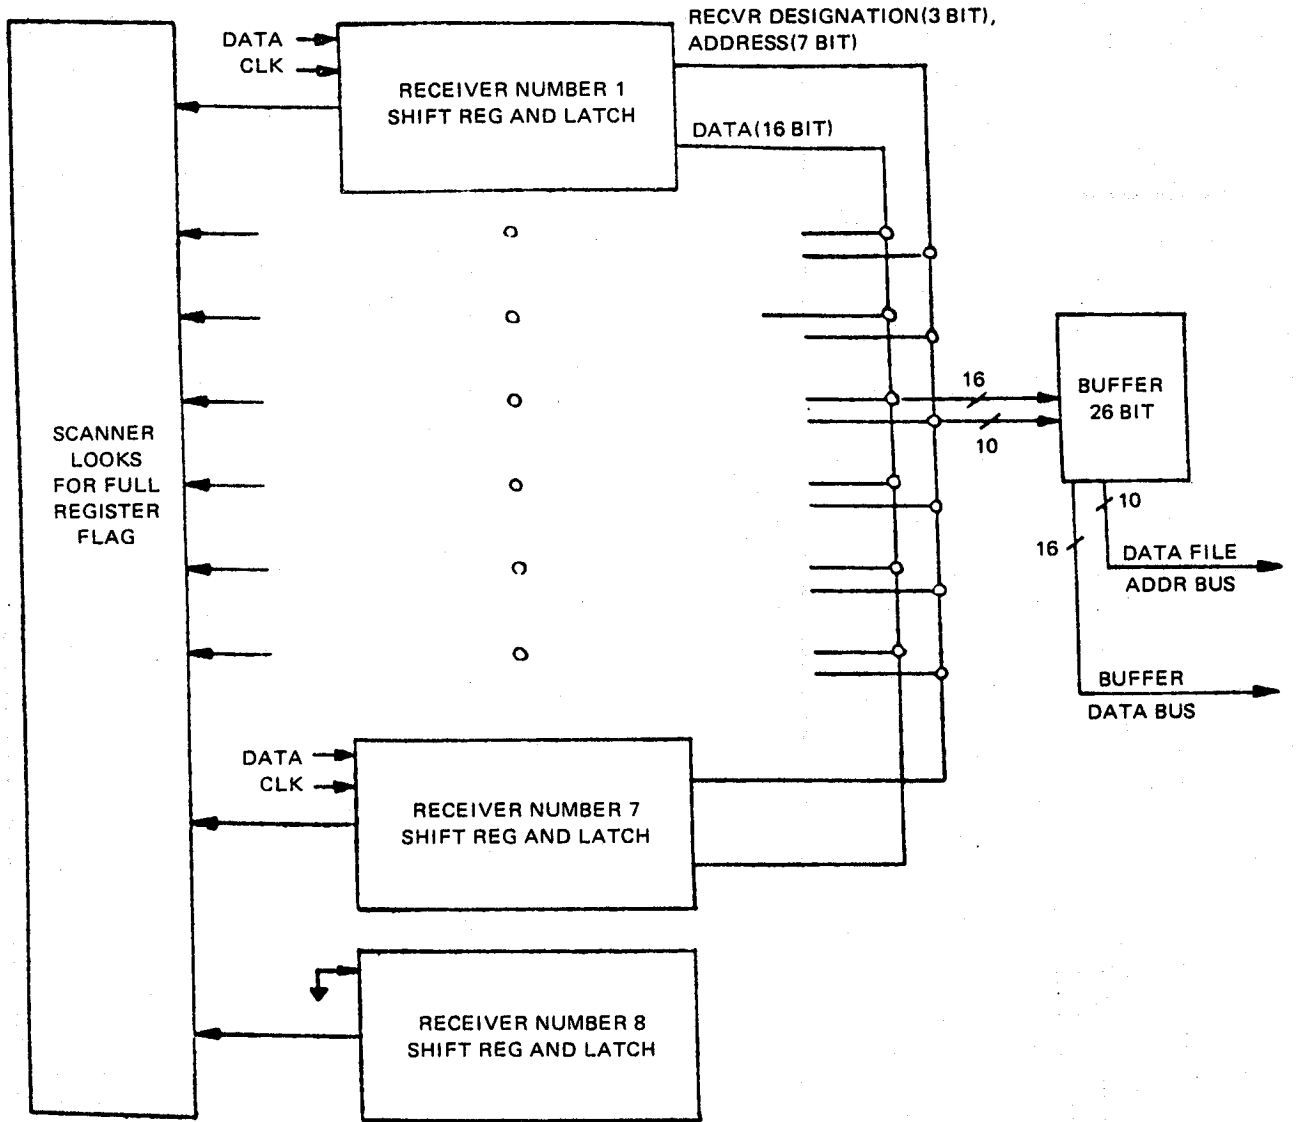 RECVR DESIGNATION(3 BIT),
ADDRESS(7 BIT)
DATA
CLK
RECEIVER NUMBER 1
SHIFT REG AND LATCH
DATA(16 BIT)
16
10
BUFFER
26 BIT
SCANNER
LOOKS
FOR FULL
REGISTER
FLAG
10
16
DATA FILE
ADDR BUS
BUFFER
DATA BUS
DATA
CLK
RECEIVER NUMBER 7
SHIFT REG AND LATCH
RECEIVER NUMBER 8
SHIFT REG AND LATCH